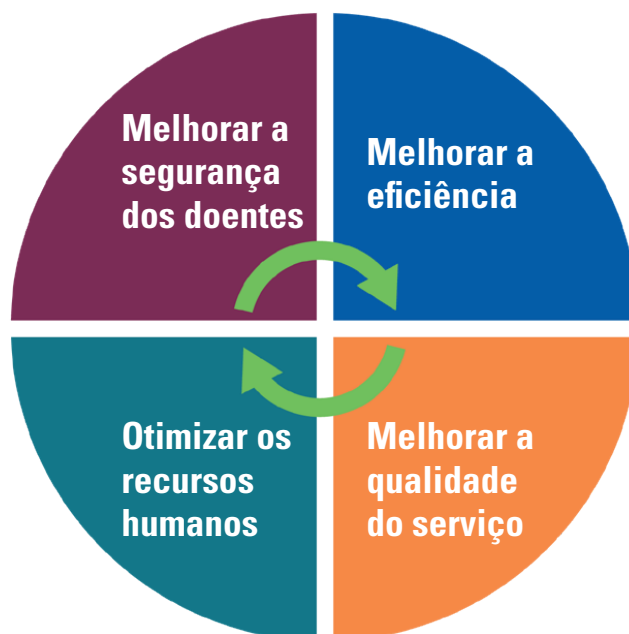 Melhorar a
segurança
dos doentes
Melhorar a
eficiência
Otimizar os
recursos
humanos
Melhorar a
qualidade
do serviço